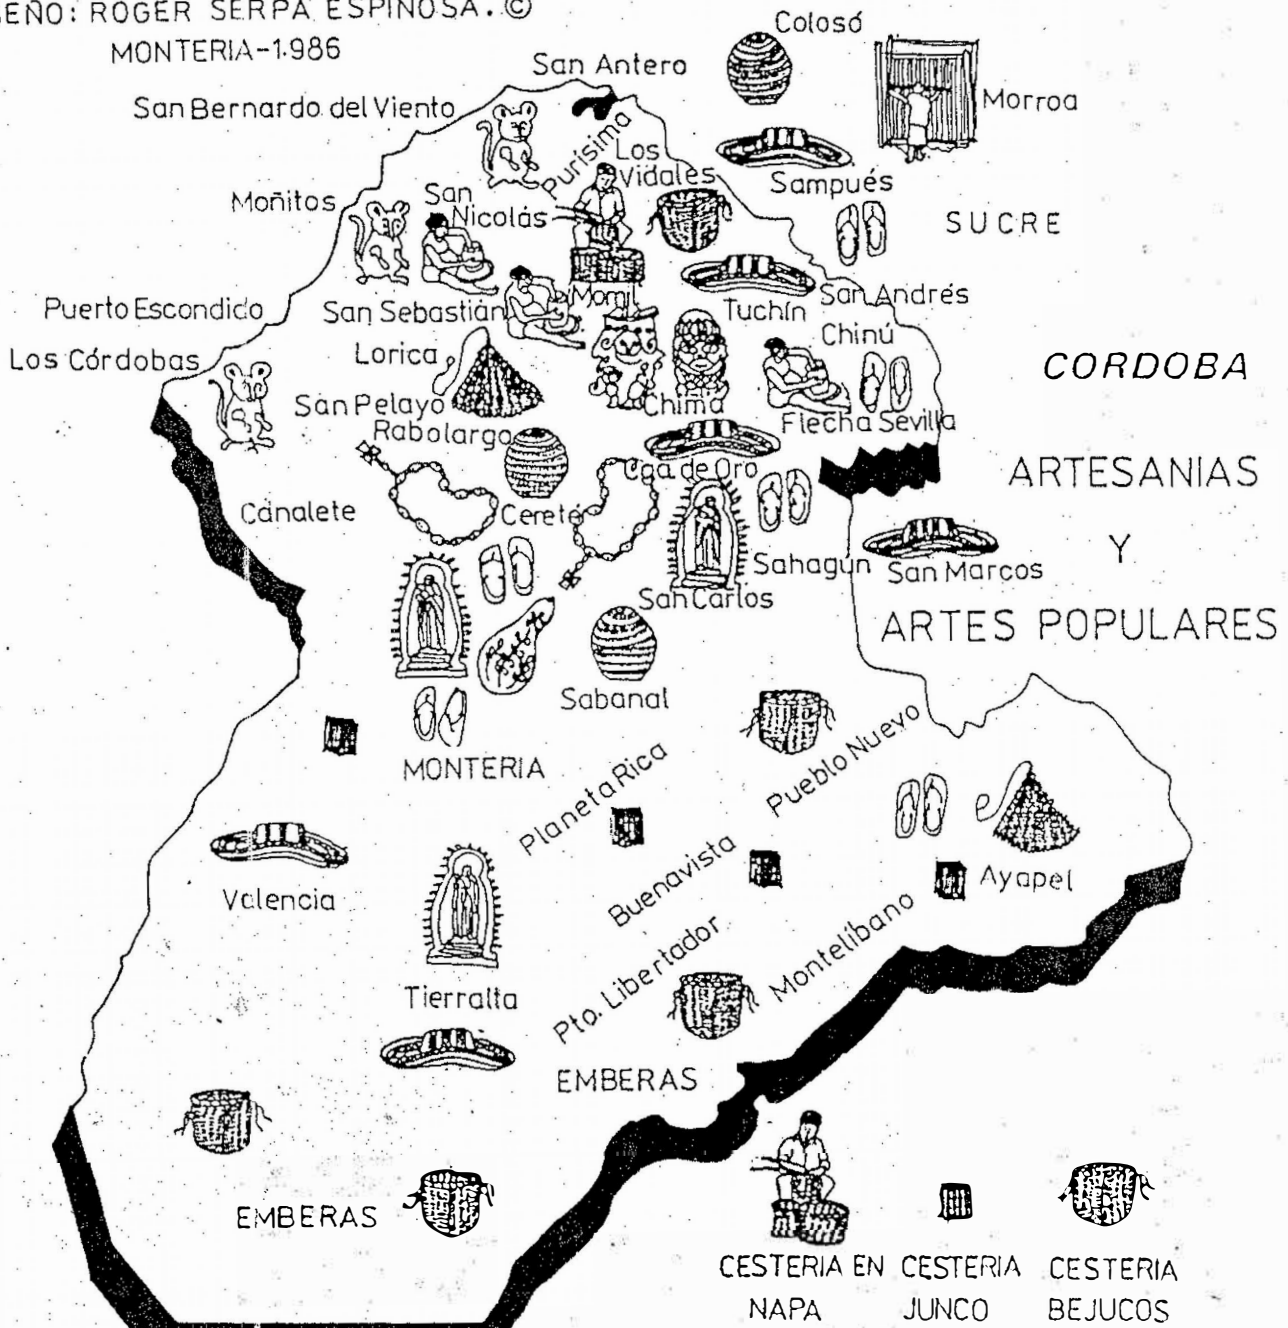 EÑO: ROGER SERPA ESPINOSA. ©
MONTERIA-1.986
Colosó
San Antero
San Bernardo del Viento
Morroa
Purísima
Los
Vidales
Sampués
Moñitos
San
Nicolás
SUCRE
Puerto Escondido
San Sebastián
Momil
Tuchín
San Andrés
Chinú
Los Córdobas
Lorica
CORDOBA
San Pelayo
Chima
Flecha Sevilla
Rabolargo
Cga de Oro
ARTESANIAS
Canalete
Cereté
Y
Sahagún
San Marcos
San Carlos
ARTES POPULARES
Sabanal
MONTERIA
Planeta Rica
Pueblo Nuevo
Buenavista
Ayapel
Valencia
Montelíbano
Pto. Libertador
Tierralta
EMBERAS
EMBERAS
CESTERIA EN
NAPA
CESTERIA
JUNCO
CESTERIA
BEJUCOS